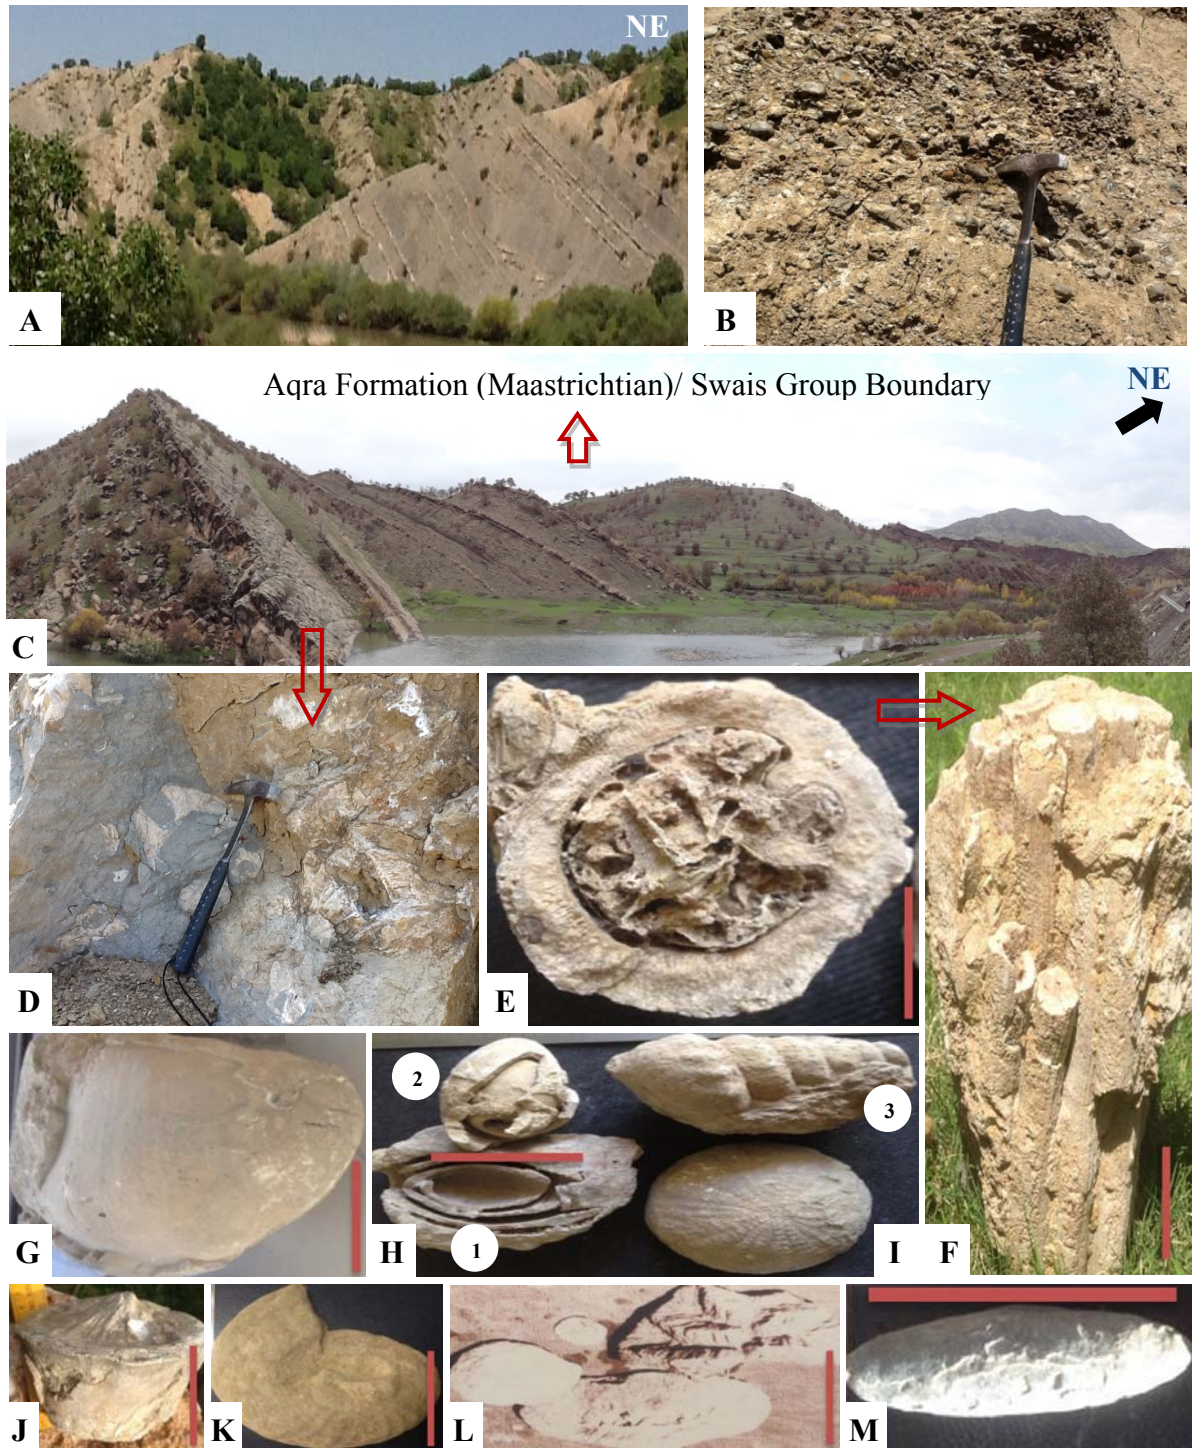 NE
A
B
Aqra Formation (Maastrichtian)/ Swais Group Boundary
NE
C
D
E
F
G
2
3
1
H
I
J
K
L
M